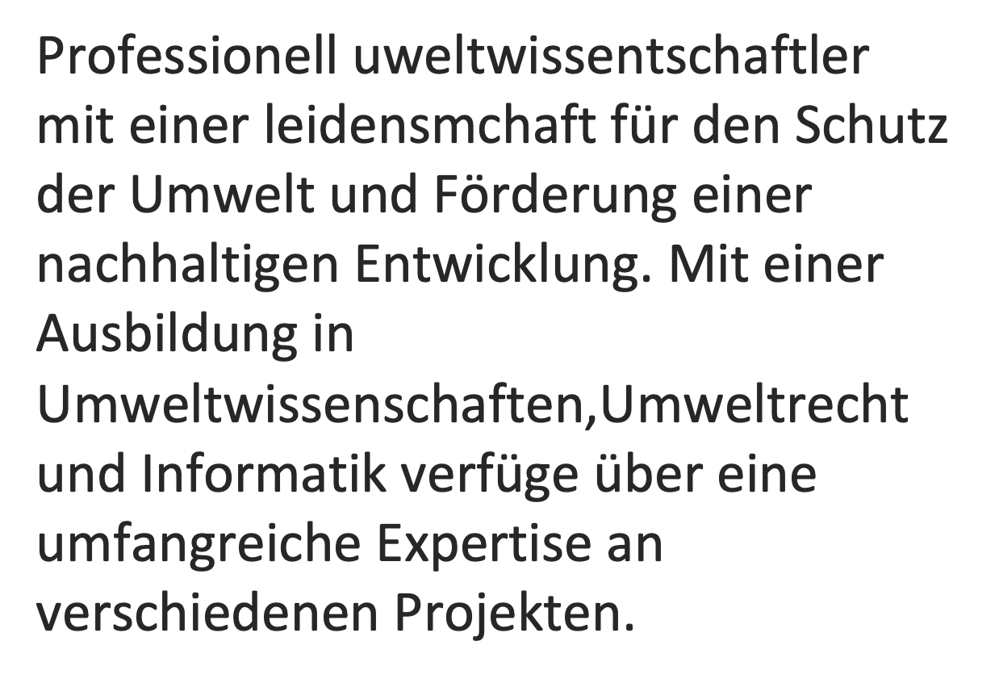 Professionell uweltwissentschaftler
mit einer leidensmchaft für den Schutz
der Umwelt und Förderung einer
nachhaltigen Entwicklung. Mit einer
Ausbildung in
Umweltwissenschaften,Umweltrecht
und Informatik verfüge über eine
umfangreiche Expertise an
verschiedenen Projekten.